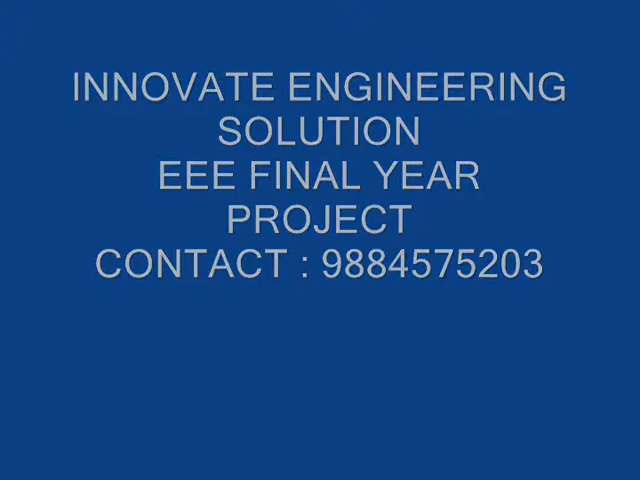 INNOVATE ENGINEERING
SOLUTION
EEE FINAL YEAR
PROJECT
CONTACT : 9884575203